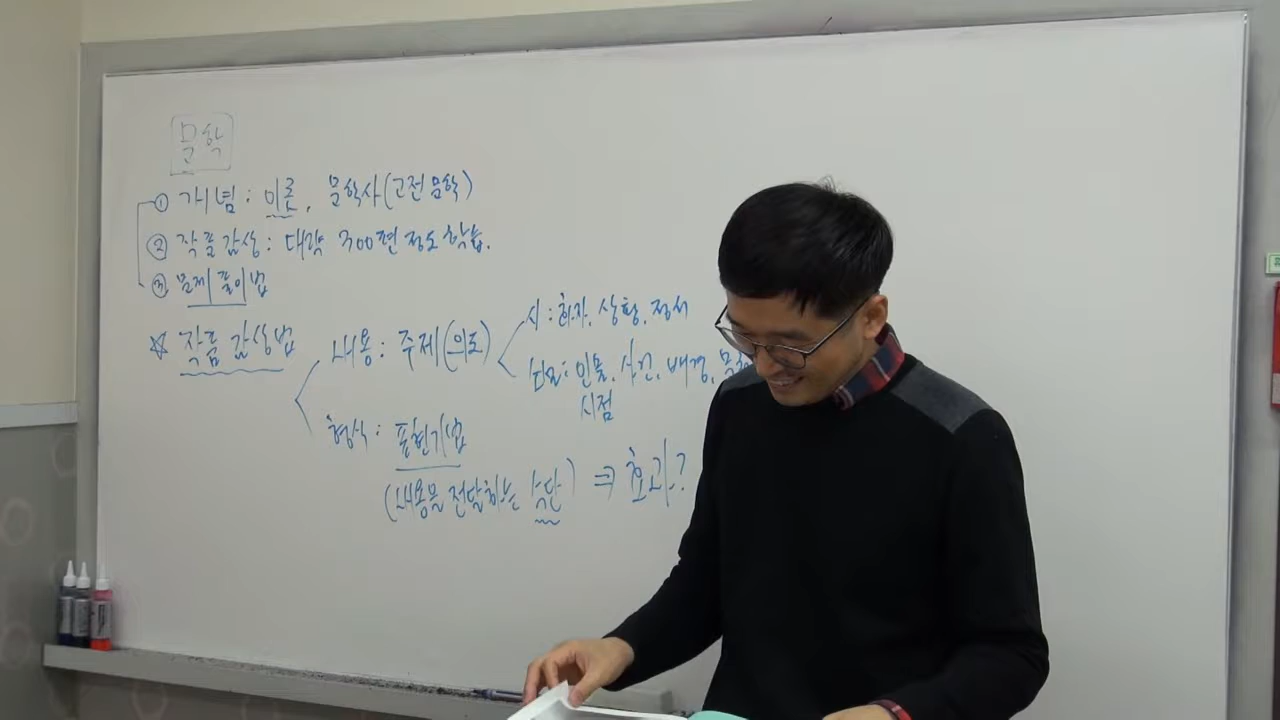 문학
① 개념 : 이론, 문학사(고전문학)
② 작품감상 : 대략 300편정도 학습.
③ 문제풀이법
☆ 작품 감상법
내용 : 주제(의도)
시 : 화자, 상황, 정서
소설 : 인물, 사건, 배경,
시점
형식 : 표현기법
(내용을 전달하는 수단) ⇒ 효과?